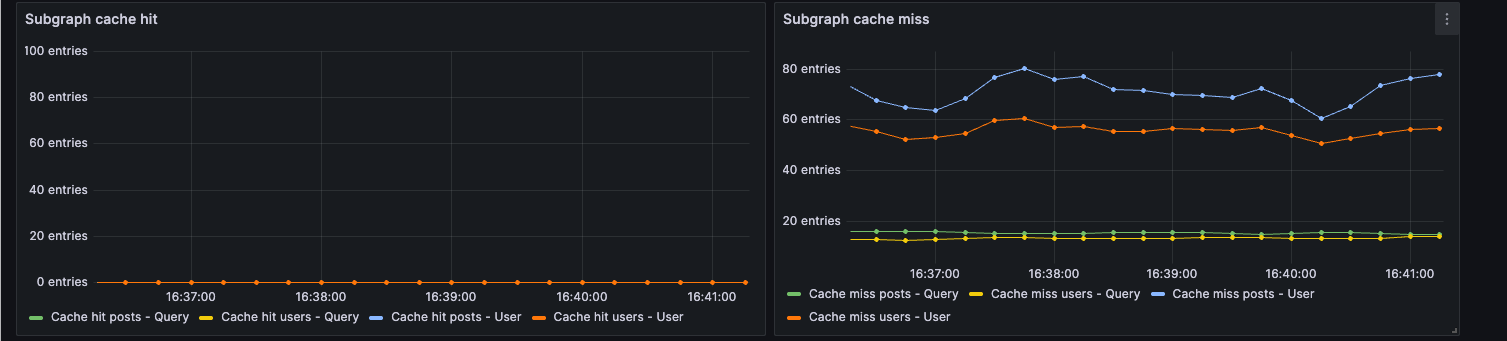 Subgraph cache hit
100 entries
80 entries
60 entries
40 entries
20 entries
0 entries
16:37:00 16:38:00 16:39:00 16:40:00 16:41:00
Cache hit posts - Query Cache hit users - Query Cache hit posts - User Cache hit users - User
Subgraph cache miss
80 entries
60 entries
40 entries
20 entries
16:37:00 16:38:00 16:39:00 16:40:00 16:41:00
Cache miss posts - Query Cache miss users - Query Cache miss posts - User
Cache miss users - User